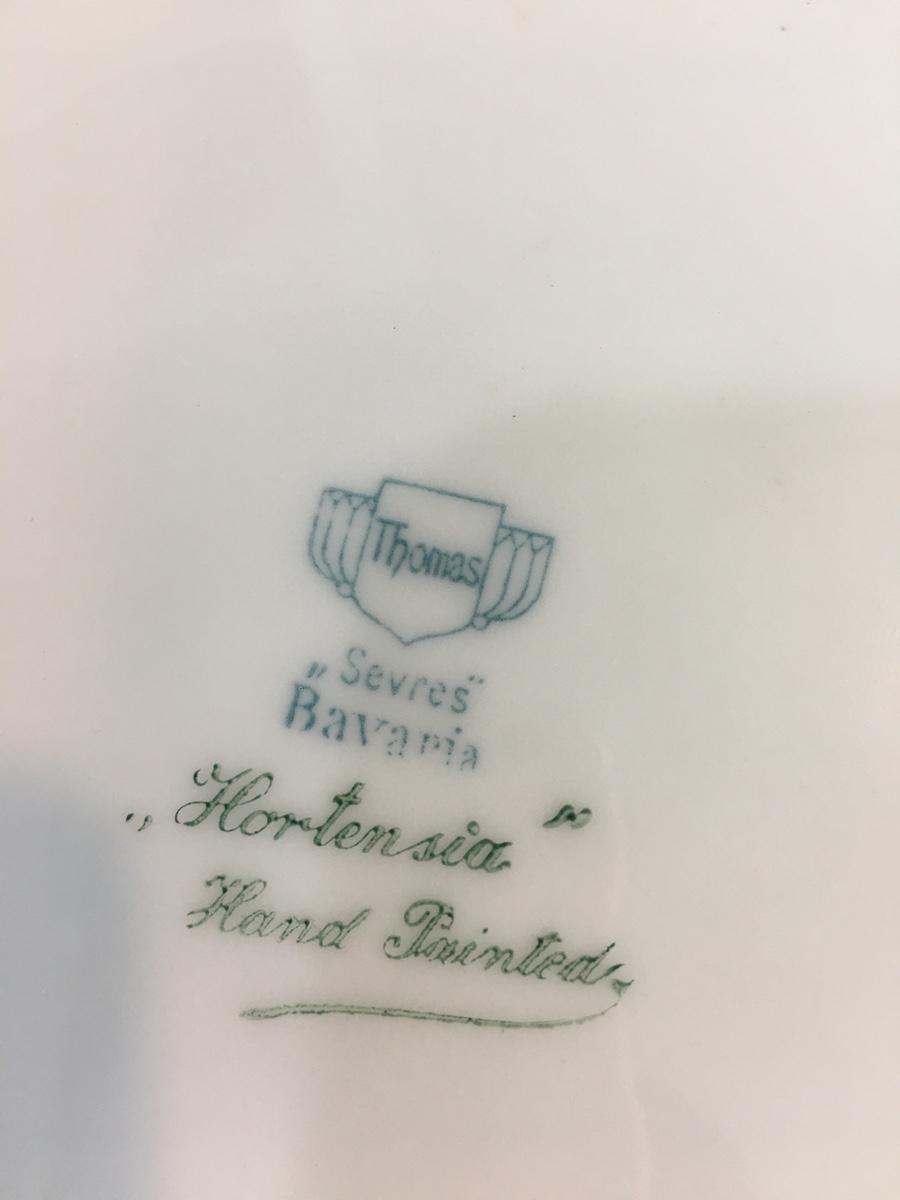 Thomas
„Sevres“
Bavaria
„Hortensia“
Hand Painted